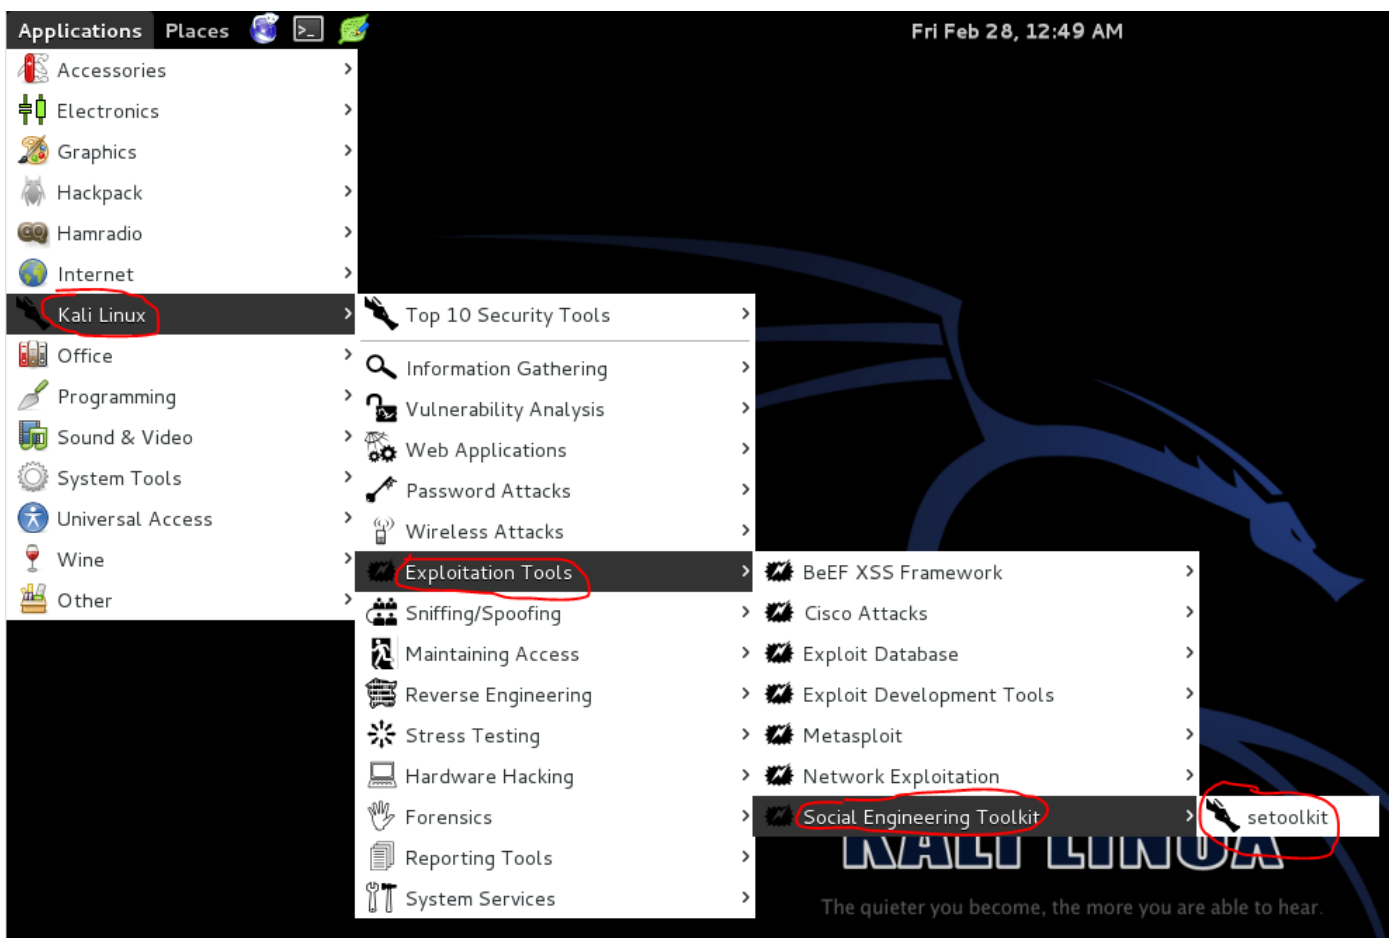 Applications Places Fri Feb 28, 12:49 AM
Accessories
Electronics
Graphics
Hackpack
Hamradio
Internet
Kali Linux
Office
Programming
Sound & Video
System Tools
Universal Access
Wine
Other
Top 10 Security Tools
Information Gathering
Vulnerability Analysis
Web Applications
Password Attacks
Wireless Attacks
Exploitation Tools
Sniffing/Spoofing
Maintaining Access
Reverse Engineering
Stress Testing
Hardware Hacking
Forensics
Reporting Tools
System Services
BeEF XSS Framework
Cisco Attacks
Exploit Database
Exploit Development Tools
Metasploit
Network Exploitation
Social Engineering Toolkit
setoolkit
KALI LINUX
The quieter you become, the more you are able to hear.